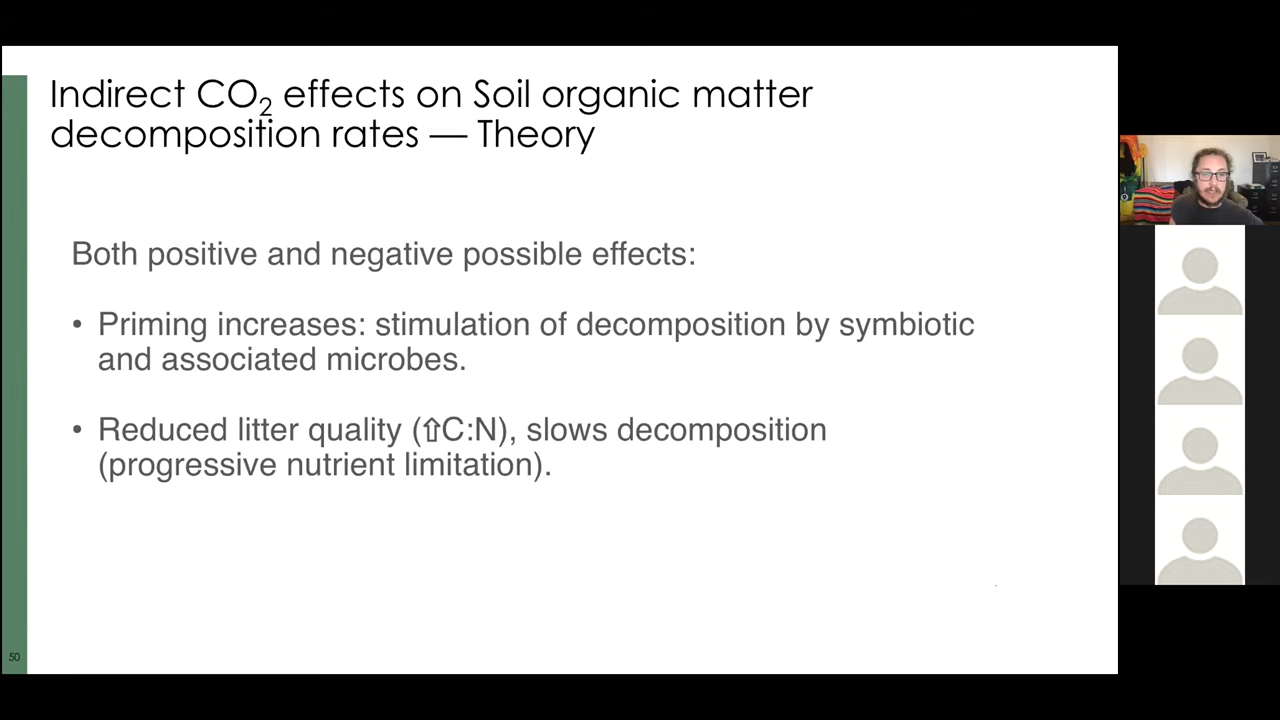 Indirect CO₂ effects on Soil organic matter
decomposition rates — Theory
Both positive and negative possible effects:
• Priming increases: stimulation of decomposition by symbiotic
and associated microbes.
• Reduced litter quality (⇧C:N), slows decomposition
(progressive nutrient limitation).
50